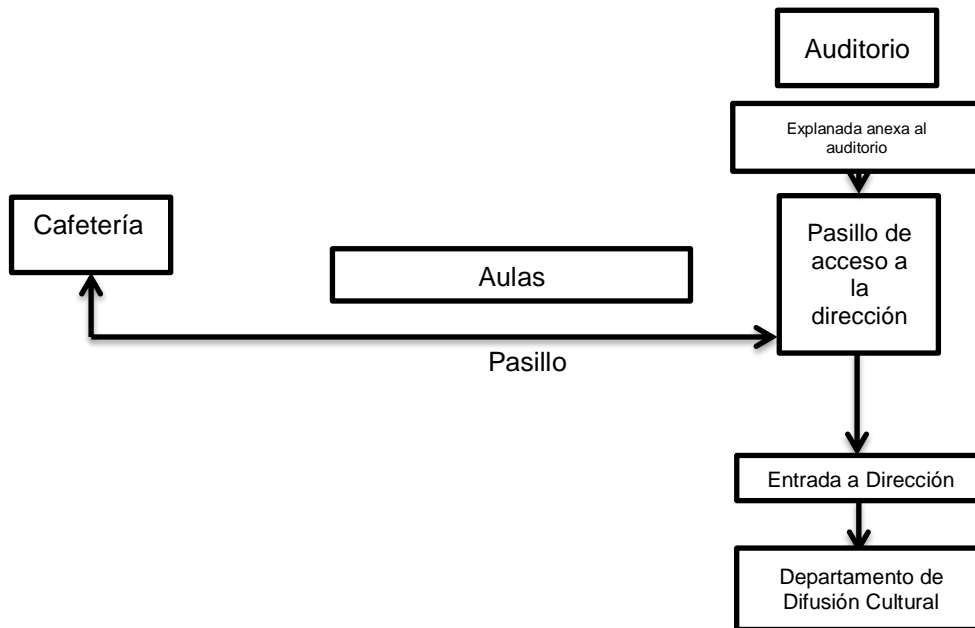 Auditorio
Explanada anexa al
auditorio
Cafetería
Pasillo de
acceso a
la
dirección
Aulas
Pasillo
Entrada a Dirección
Departamento de
Difusión Cultural